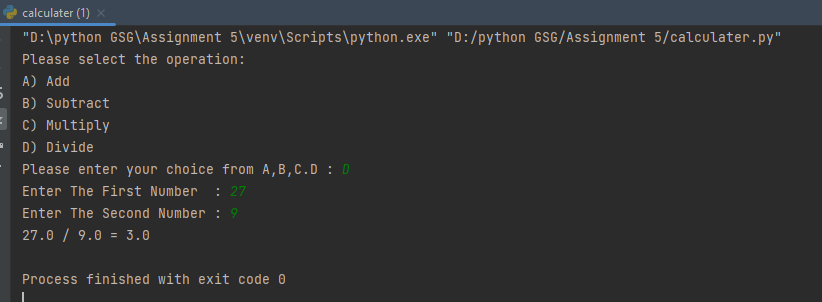 calculater (1)
"D:\python GSG\Assignment 5\venv\Scripts\python.exe" "D:/python GSG/Assignment 5/calculater.py"
Please select the operation:
A) Add
B) Subtract
C) Multiply
D) Divide
Please enter your choice from A,B,C.D : D
Enter The First Number  : 27
Enter The Second Number : 9
27.0 / 9.0 = 3.0
Process finished with exit code 0